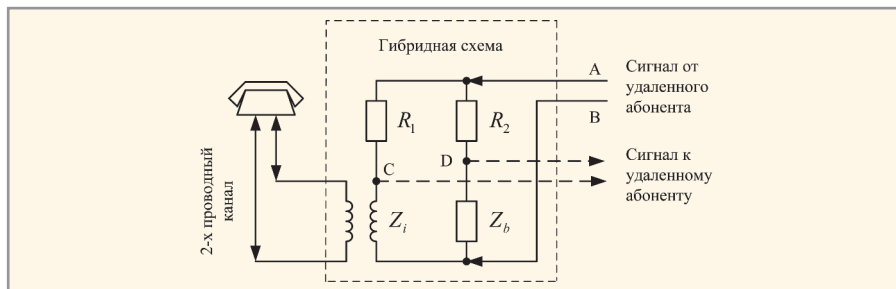 Гибридная схема
A
Сигнал от
удаленного
абонента
B
R1
R2
D
Сигнал к
удаленному
абоненту
C
2-х проводный
канал
Zi
Zb